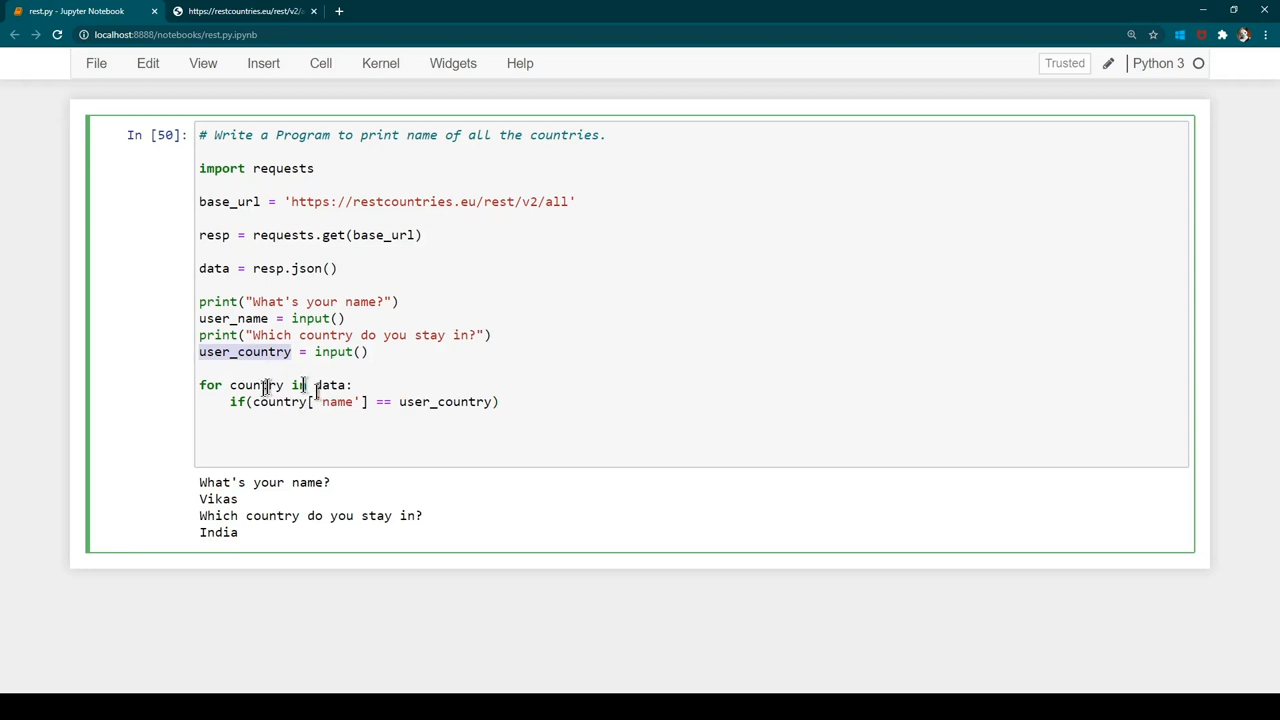 rest.py - Jupyter Notebook
https://restcountries.eu/rest/v2/a
localhost:8888/notebooks/rest.py.ipynb
File Edit View Insert Cell Kernel Widgets Help Trusted Python 3
In [50]: # Write a Program to print name of all the countries.
import requests
base_url = 'https://restcountries.eu/rest/v2/all'
resp = requests.get(base_url)
data = resp.json()
print("What's your name?")
user_name = input()
print("Which country do you stay in?")
user_country = input()
for country in data:
if(country['name'] == user_country)
What's your name?
Vikas
Which country do you stay in?
India